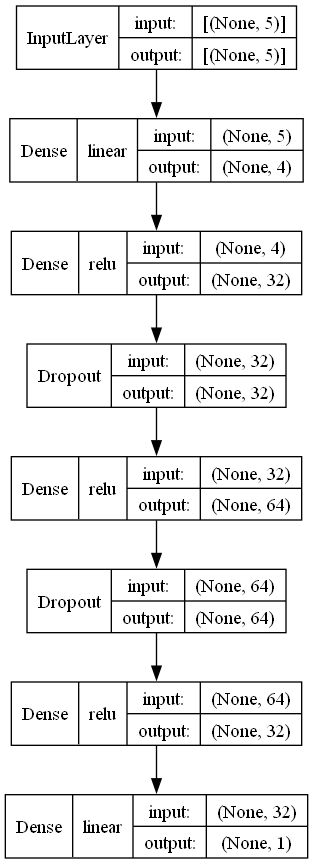 InputLayer input: [(None, 5)]
output: [(None, 5)]
Dense linear input: (None, 5)
output: (None, 4)
Dense relu input: (None, 4)
output: (None, 32)
Dropout input: (None, 32)
output: (None, 32)
Dense relu input: (None, 32)
output: (None, 64)
Dropout input: (None, 64)
output: (None, 64)
Dense relu input: (None, 64)
output: (None, 32)
Dense linear input: (None, 32)
output: (None, 1)